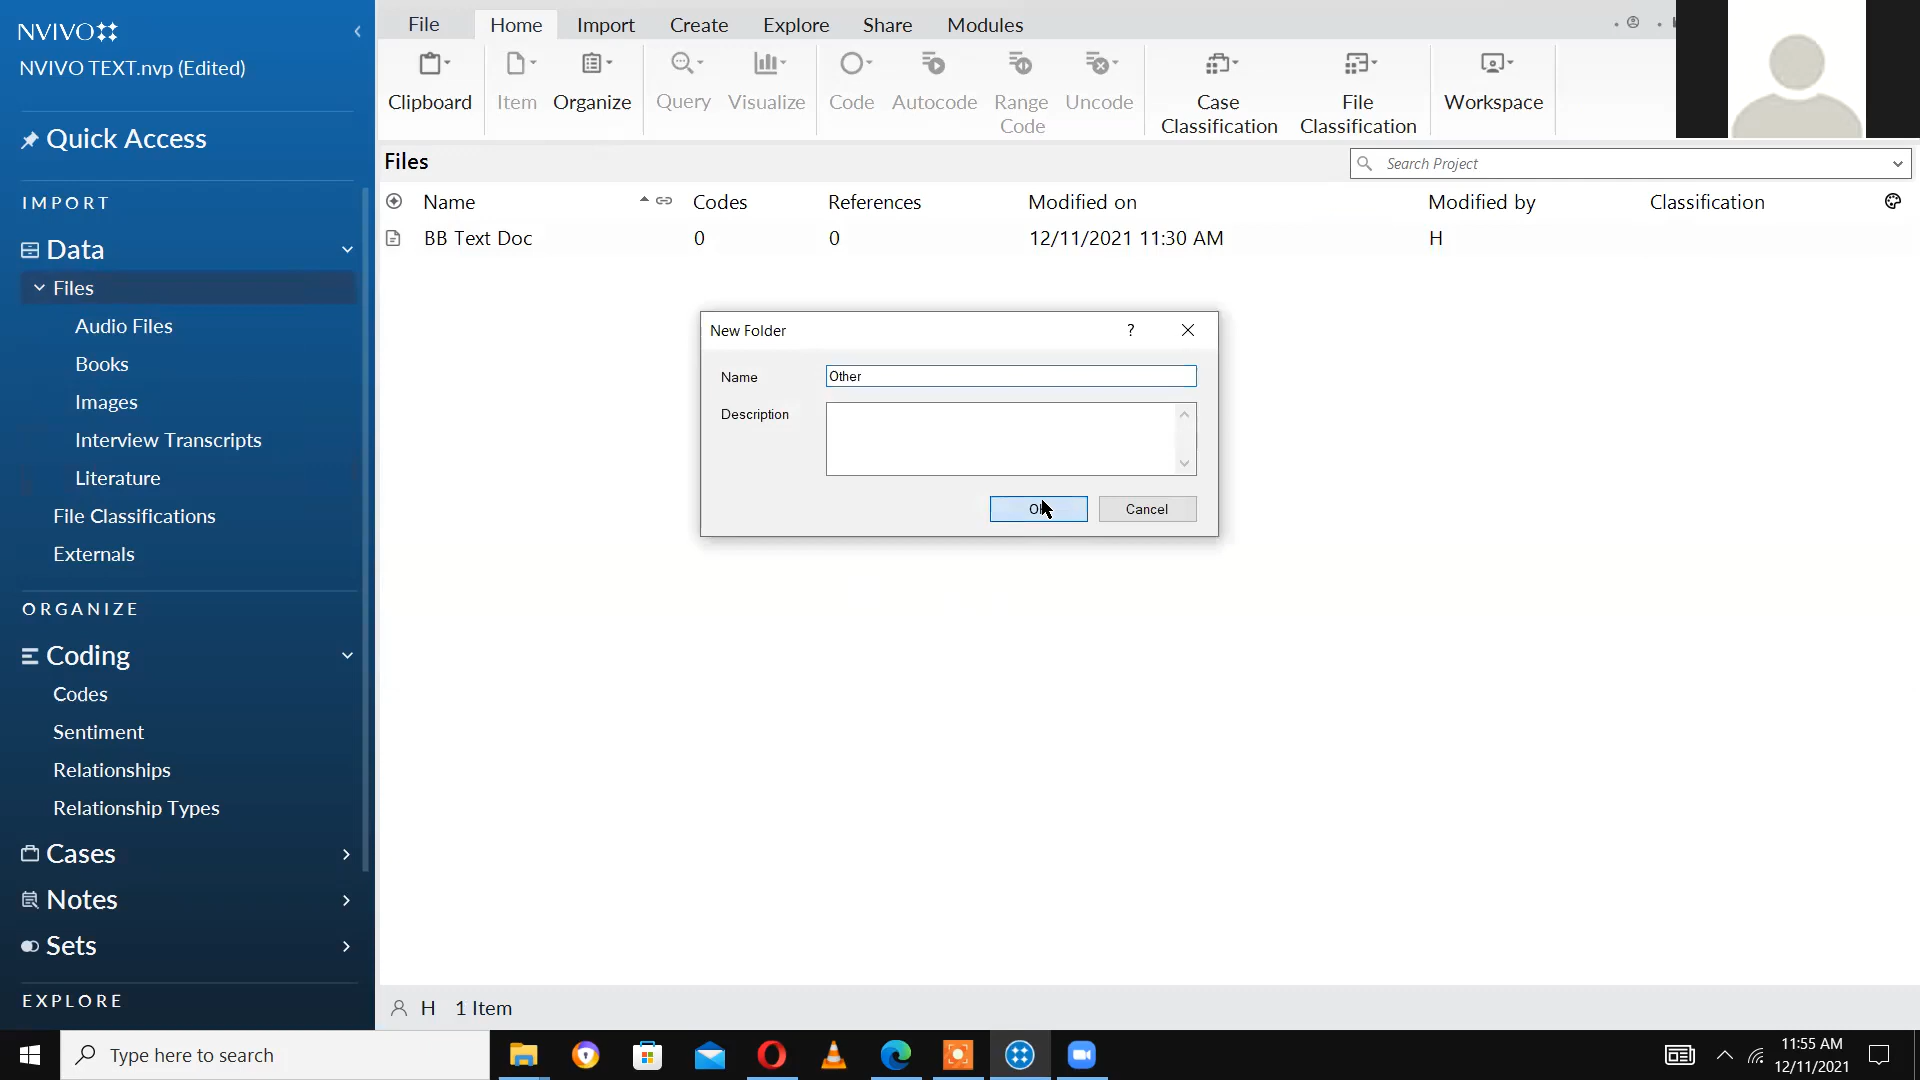 NVIVO
NVIVO TEXT.nvp (Edited)
Quick Access
IMPORT
Data
Files
Audio Files
Books
Images
Interview Transcripts
Literature
File Classifications
Externals
ORGANIZE
Coding
Codes
Sentiment
Relationships
Relationship Types
Cases
Notes
Sets
EXPLORE
File Home Import Create Explore Share Modules
Clipboard Item Organize Query Visualize Code Autocode Range Code Uncode Case Classification File Classification Workspace
Files
Search Project
Name Codes References Modified on Modified by Classification
BB Text Doc 0 0 12/11/2021 11:30 AM H
New Folder ?
Name Other
Description
Cancel
H 1 Item
Type here to search
11:55 AM
12/11/2021